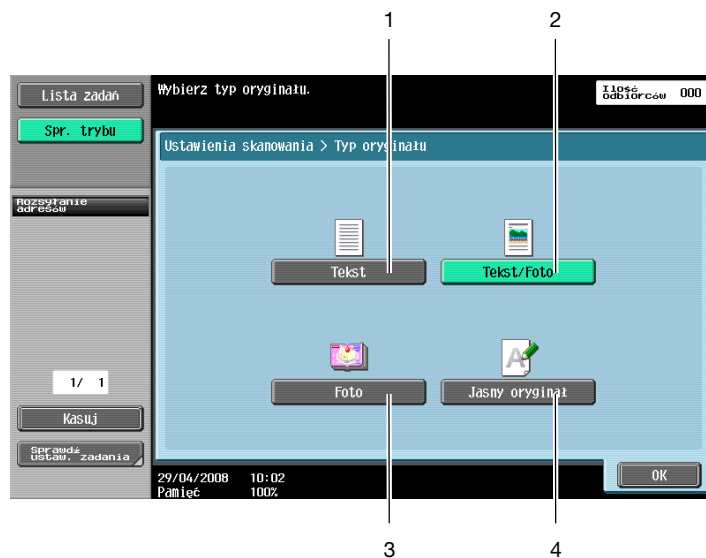 1
2
Lista zadań
Wybierz typ oryginału.
Ilość
odbiorców 000
Spr. trybu
Ustawienia skanowania > Typ oryginału
Rozsyłanie
adresów
Tekst
Tekst/Foto
1/ 1
Foto
Jasny oryginał
Kasuj
Sprawdź
ustaw. zadania
29/04/2008 10:02
Pamięć 100%
OK
3
4